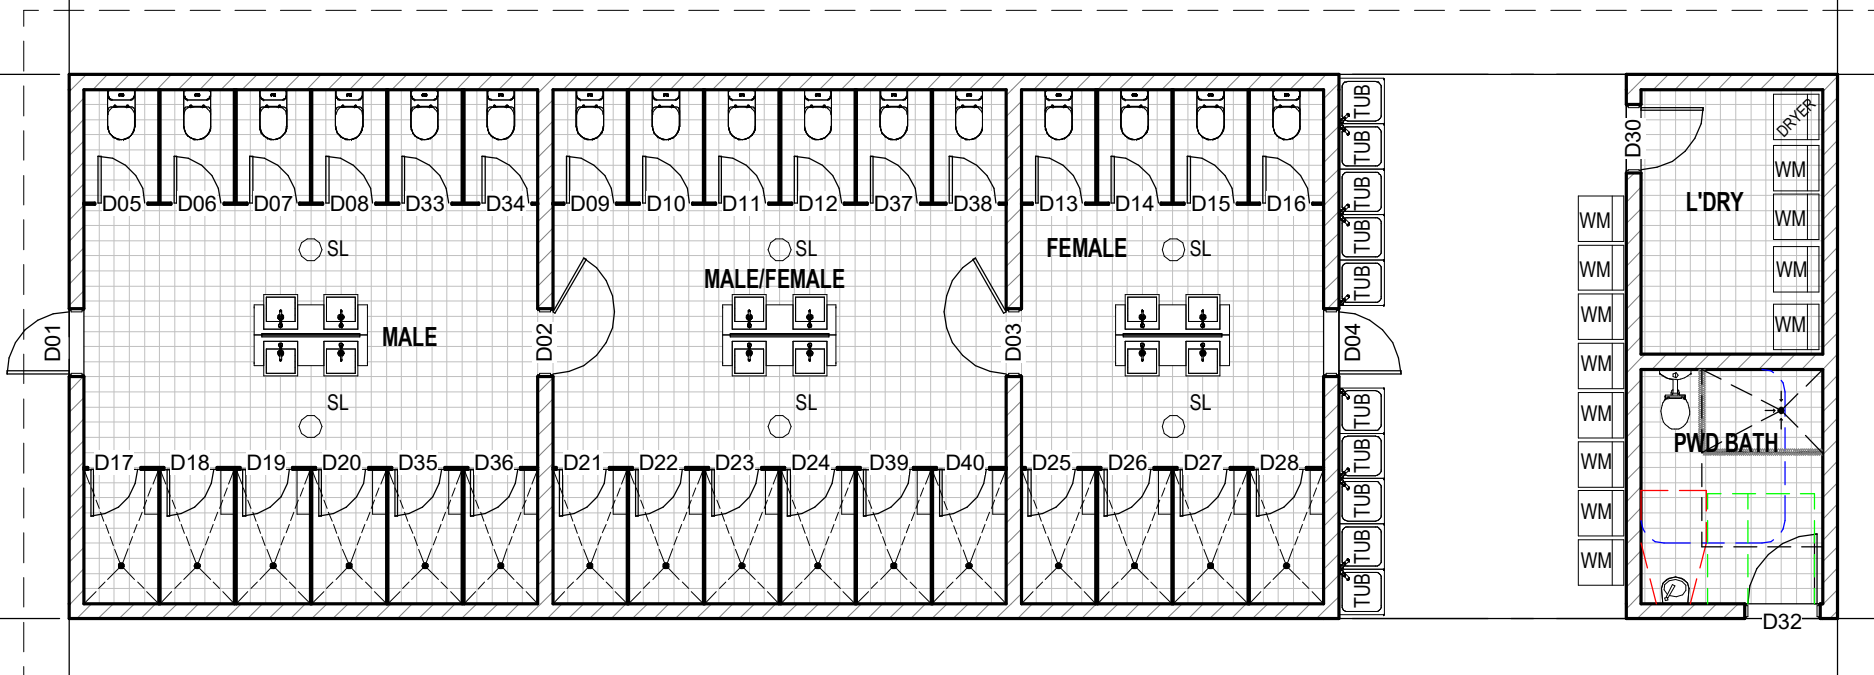 TUB
DRYER
TUB
D30
WM
TUB
D05 D06 D07 D08 D33 D34 D09 D10 D11 D12 D37 D38 D13 D14 D15 D16
L'DRY
WM
WM
SL SL FEMALE SL
TUB
MALE/FEMALE
WM
WM
TUB
WM
WM
MALE
D01 D02 D03 D04
WM
SL SL SL
TUB
WM
PWD BATH
TUB
D17 D18 D19 D20 D35 D36 D21 D22 D23 D24 D39 D40 D25 D26 D27 D28
WM
TUB
WM
TUB
WM
TUB
D32